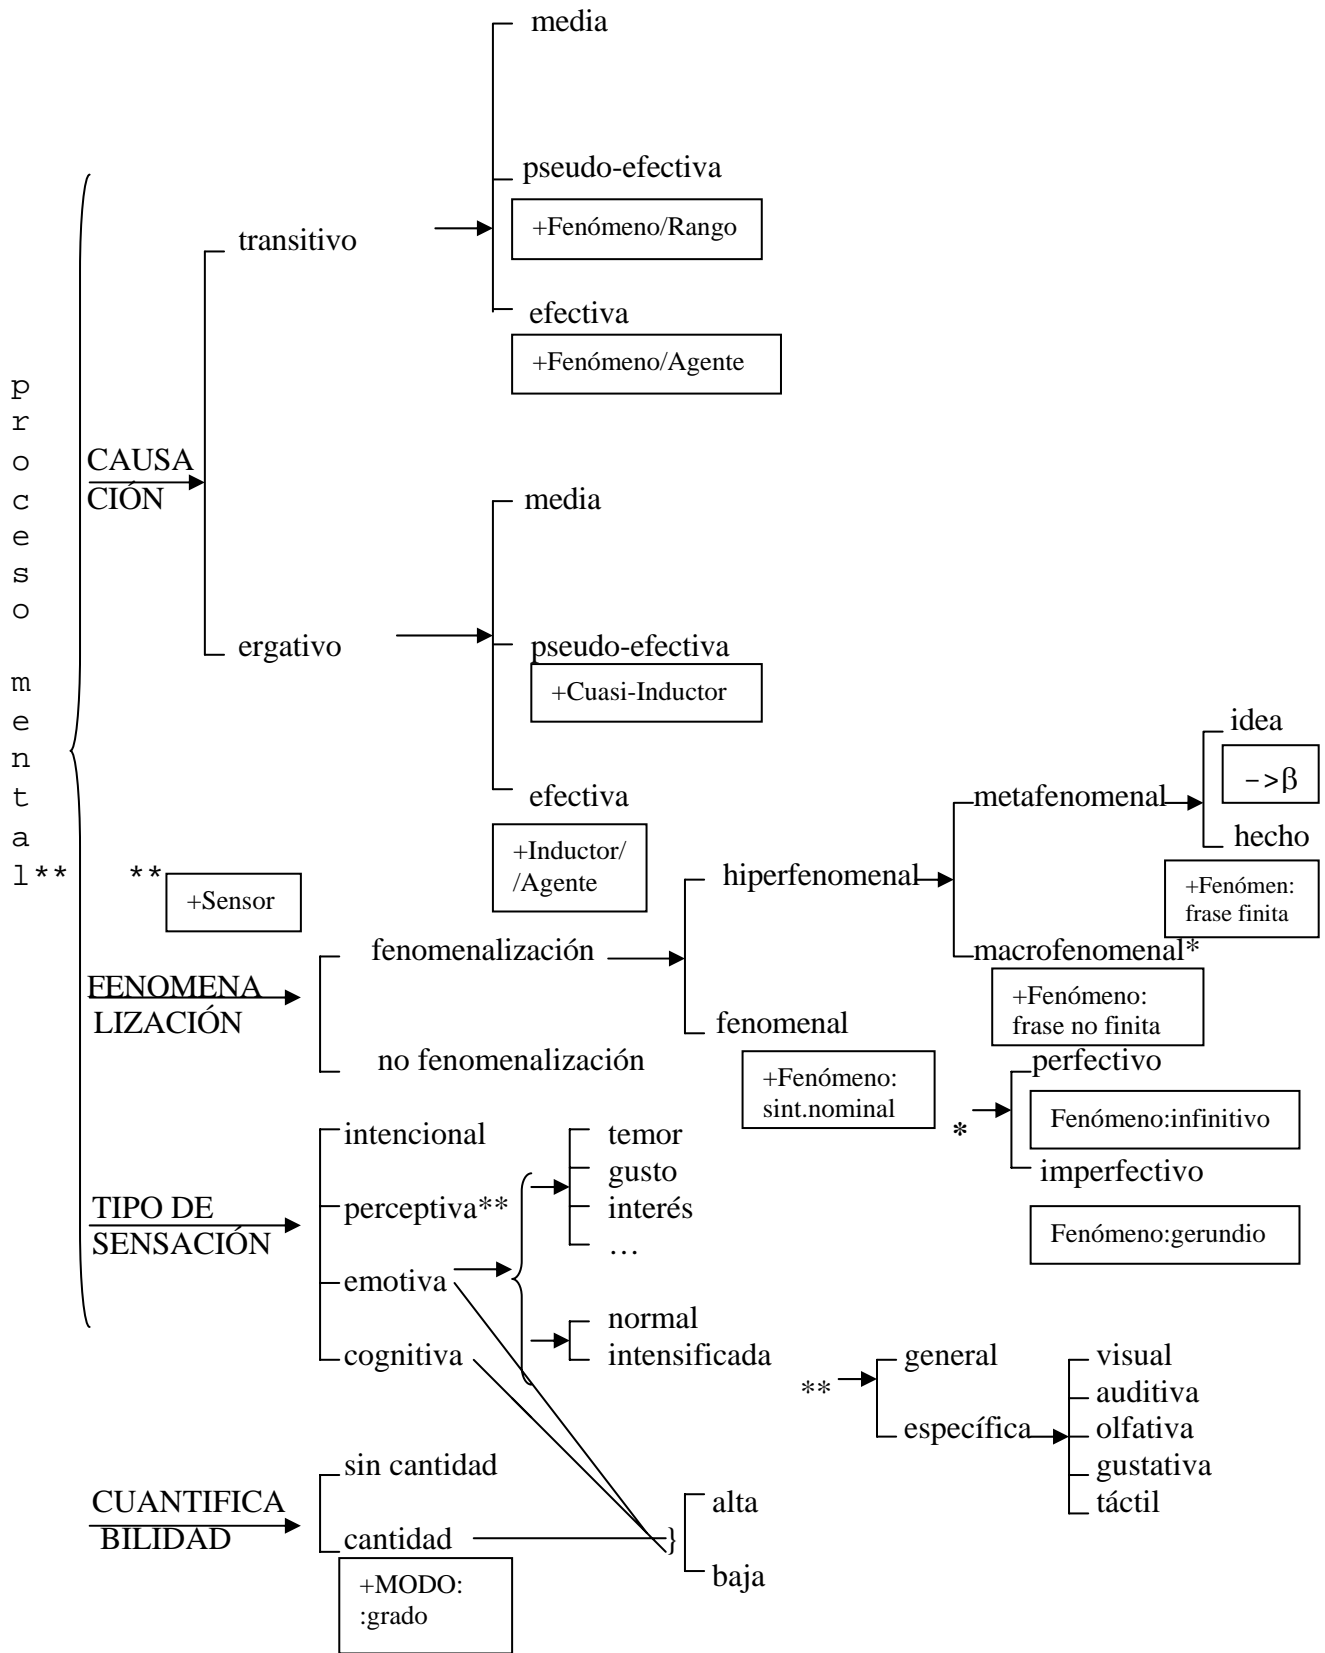 proceso mental** **
+Sensor
CAUSA
CIÓN
transitivo
media
pseudo-efectiva
+Fenómeno/Rango
efectiva
+Fenómeno/Agente
ergativo
media
pseudo-efectiva
+Cuasi-Inductor
efectiva
+Inductor/
/Agente
FENOMENA
LIZACIÓN
fenomenalización
hiperfenomenal
metafenomenal
idea
->β
hecho
+Fenómen:
frase finita
macrofenomenal*
+Fenómeno:
frase no finita
fenomenal
+Fenómeno:
sint.nominal
no fenomenalización
*
perfectivo
Fenómeno:infinitivo
imperfectivo
Fenómeno:gerundio
TIPO DE
SENSACIÓN
intencional
perceptiva**
emotiva
cognitiva
temor
gusto
interés
…
normal
intensificada
**
general
específica
visual
auditiva
olfativa
gustativa
táctil
CUANTIFICA
BILIDAD
sin cantidad
cantidad
+MODO:
:grado
}
alta
baja